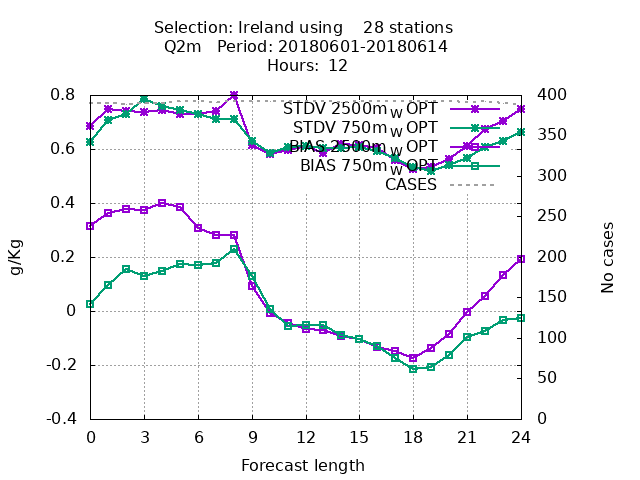 Selection: Ireland using 28 stations
Q2m Period: 20180601-20180614
Hours: 12
STDV 2500m W OPT
STDV 750m W OPT
BIAS 2500m W OPT
BIAS 750m W OPT
CASES
g/Kg
0.8
0.6
0.4
0.2
0
-0.2
-0.4
No cases
400
350
300
250
200
150
100
50
0
0 3 6 9 12 15 18 21 24
Forecast length